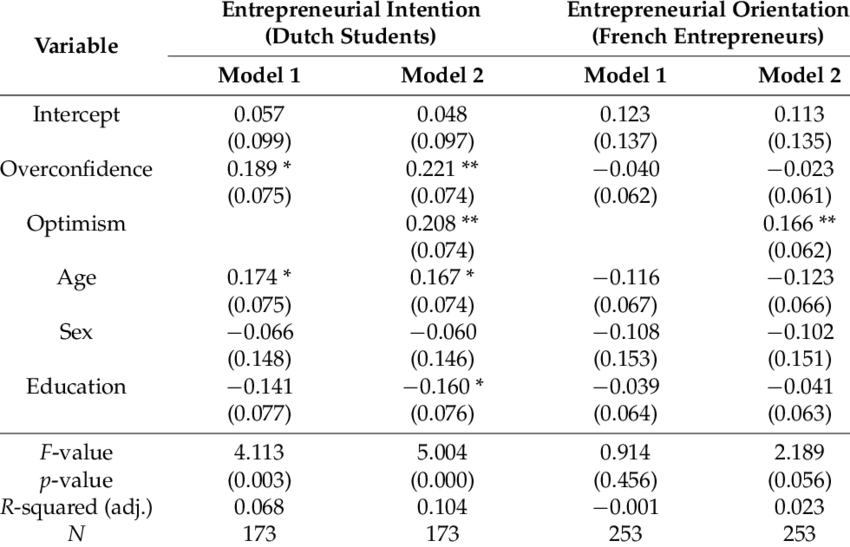 Variable Entrepreneurial Intention (Dutch Students) Entrepreneurial Orientation (French Entrepreneurs)
Model 1 Model 2 Model 1 Model 2
Intercept 0.057 0.048 0.123 0.113
(0.099) (0.097) (0.137) (0.135)
Overconfidence 0.189 * 0.221 ** −0.040 −0.023
(0.075) (0.074) (0.062) (0.061)
Optimism 0.208 ** 0.166 **
(0.074) (0.062)
Age 0.174 * 0.167 * −0.116 −0.123
(0.075) (0.074) (0.067) (0.066)
Sex −0.066 −0.060 −0.108 −0.102
(0.148) (0.146) (0.153) (0.151)
Education −0.141 −0.160 * −0.039 −0.041
(0.077) (0.076) (0.064) (0.063)
F-value 4.113 5.004 0.914 2.189
p-value (0.003) (0.000) (0.456) (0.056)
R-squared (adj.) 0.068 0.104 −0.001 0.023
N 173 173 253 253